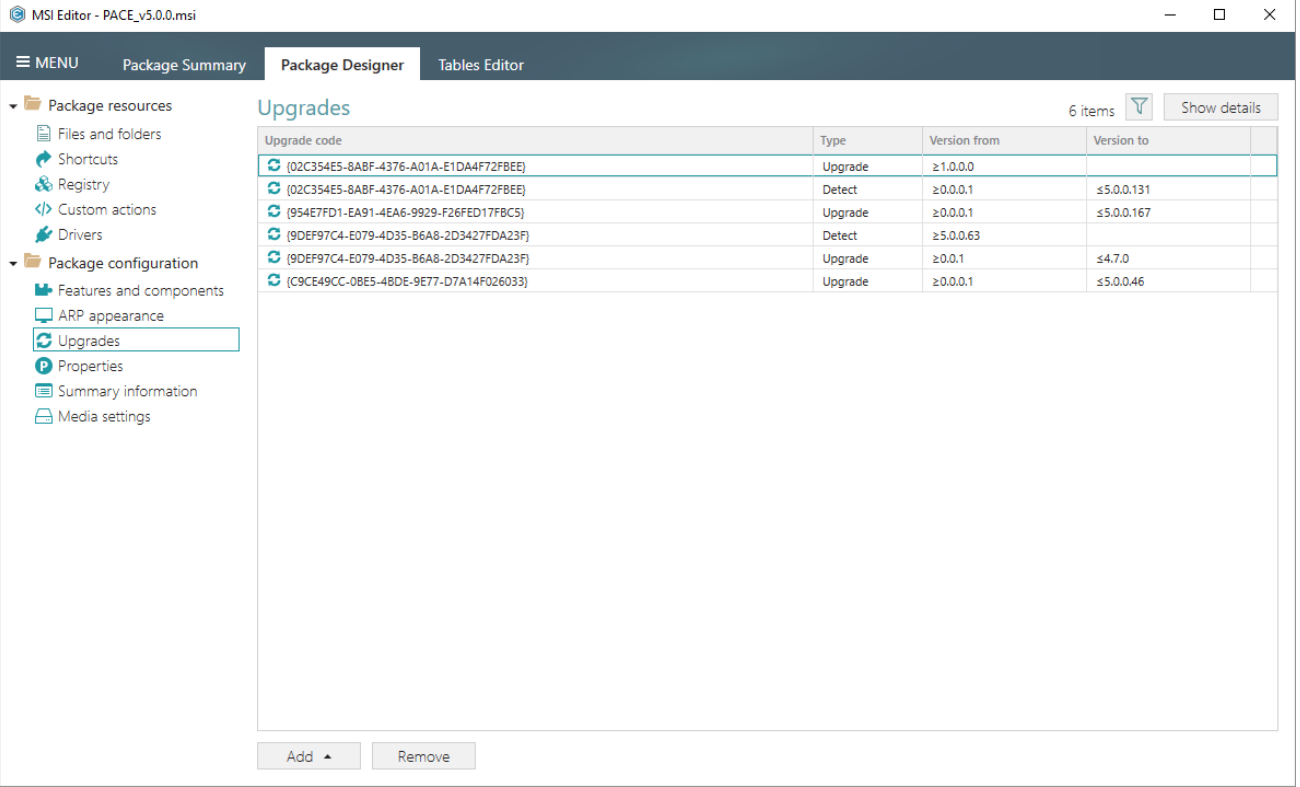 MSI Editor - PACE_v5.0.0.msi
MENU Package Summary Package Designer Tables Editor
Package resources
Files and folders
Shortcuts
Registry
Custom actions
Drivers
Package configuration
Features and components
ARP appearance
Upgrades
Properties
Summary information
Media settings
Upgrades
6 items Show details
Upgrade code Type Version from Version to
{02C354E5-8ABF-4376-A01A-E1DA4F72FBEE} Upgrade ≥1.0.0.0
{02C354E5-8ABF-4376-A01A-E1DA4F72FBEE} Detect ≥0.0.0.1 ≤5.0.0.131
{954E7FD1-EA91-4EA6-9929-F26FED17FBC5} Upgrade ≥0.0.0.1 ≤5.0.0.167
{9DEF97C4-E079-4D35-B6A8-2D3427FDA23F} Detect ≥5.0.0.63
{9DEF97C4-E079-4D35-B6A8-2D3427FDA23F} Upgrade ≥0.0.1 ≤4.7.0
{C9CE49CC-0BE5-4BDE-9E77-D7A14F026033} Upgrade ≥0.0.0.1 ≤5.0.0.46
Add Remove